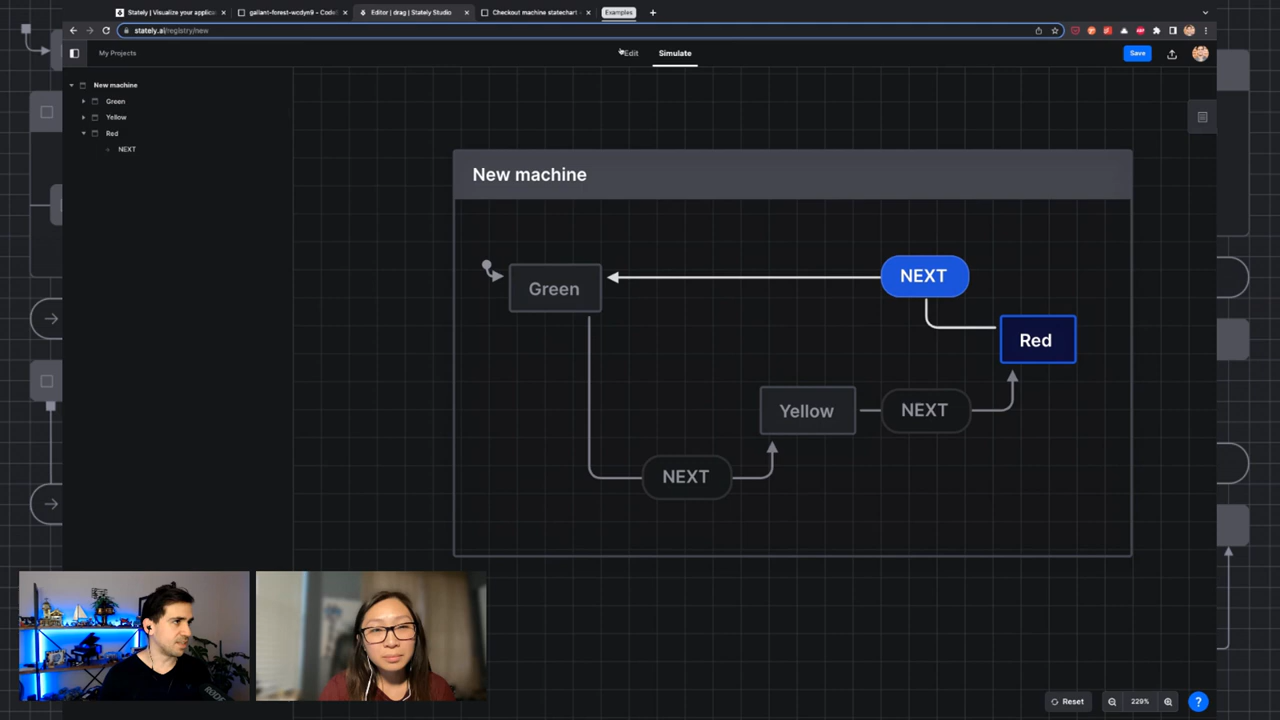 Stately | Visualize your applica
gallant-forest-wcdyn9 – CodeS
Editor | drag | Stately Studio
Checkout machine statechart –
Examples
stately.ai/registry/new
My Projects
Edit
Simulate
Save
New machine
Green
Yellow
Red
NEXT
New machine
NEXT
Green
Red
Yellow
NEXT
NEXT
Reset
229%
?